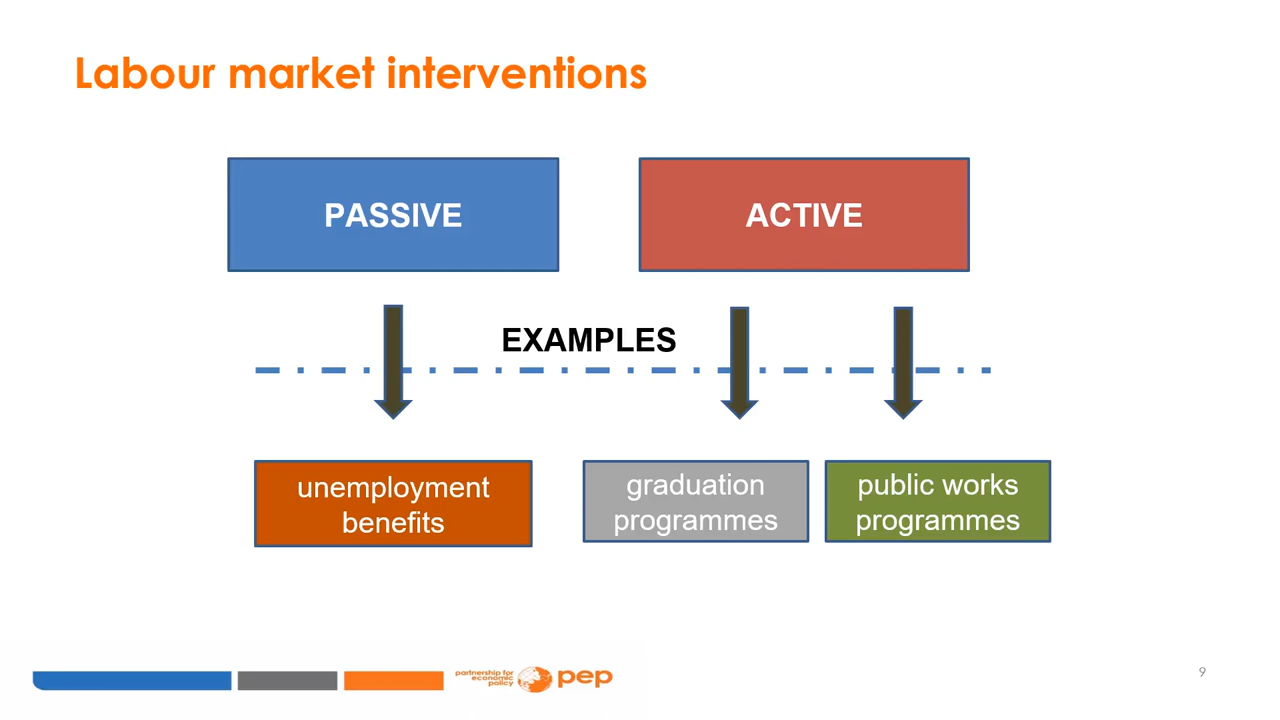 Labour market interventions
PASSIVE
ACTIVE
EXAMPLES
unemployment
benefits
graduation
programmes
public works
programmes
partnership for
economic
policy
pep
9